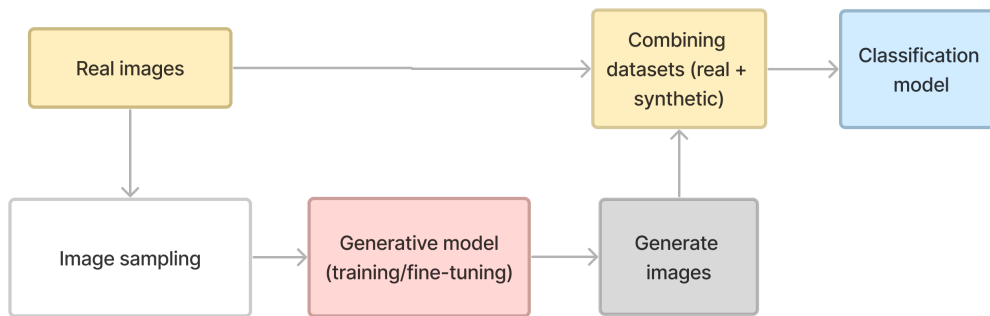 Real images
Combining
datasets (real +
synthetic)
Classification
model
Image sampling
Generative model
(training/fine-tuning)
Generate
images